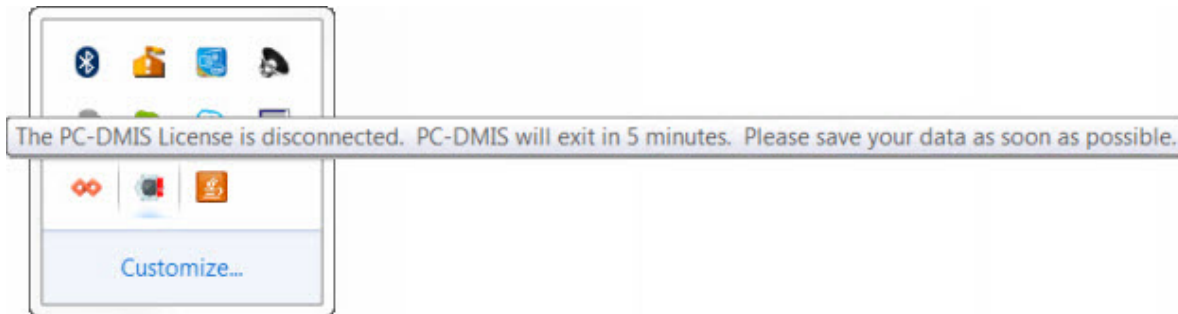 The PC-DMIS License is disconnected.  PC-DMIS will exit in 5 minutes.  Please save your data as soon as possible.
Customize...